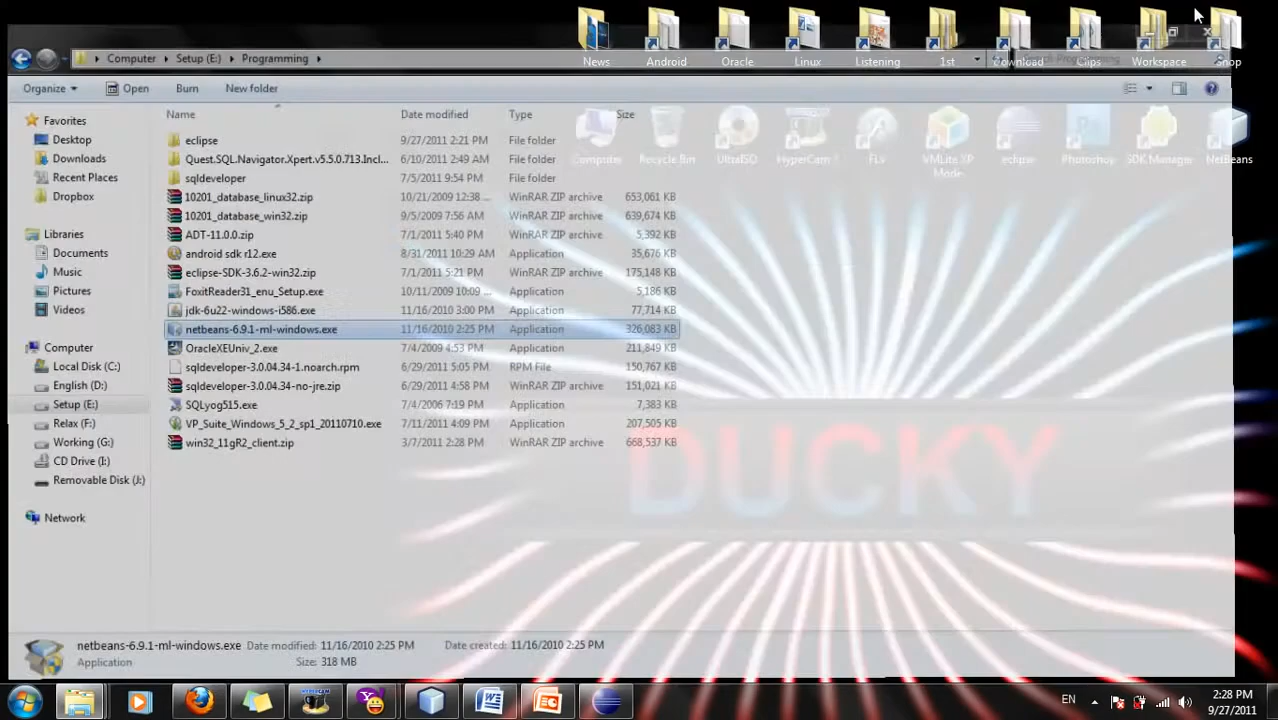 News Android Oracle Linux Listening 1st Download Clips Workspace Snop
Computer Setup (E:) Programming
Organize Open Burn New folder
Computer Recycle Bin UltraISO HyperCam FLs VMLite XP Mode eclipse Photoshop SDK Manager NetBeans
Name Date modified Type Size
Favorites
Desktop
Downloads
Recent Places
Dropbox
Libraries
Documents
Music
Pictures
Videos
Computer
Local Disk (C:)
English (D:)
Setup (E:)
Relax (F:)
Working (G:)
CD Drive (I:)
Removable Disk (J:)
Network
eclipse 9/27/2011 2:21 PM File folder
Quest.SQL.Navigator.Xpert.v5.5.0.713.Incl... 6/10/2011 2:49 AM File folder
sqldeveloper 7/5/2011 9:54 PM File folder
10201_database_linux32.zip 10/21/2009 12:38 ... WinRAR ZIP archive 653,061 KB
10201_database_win32.zip 9/5/2009 7:56 AM WinRAR ZIP archive 639,674 KB
ADT-11.0.0.zip 7/1/2011 5:40 PM WinRAR ZIP archive 5,392 KB
android sdk r12.exe 8/31/2011 10:29 AM Application 35,676 KB
eclipse-SDK-3.6.2-win32.zip 7/1/2011 5:21 PM WinRAR ZIP archive 175,148 KB
FoxitReader31_enu_Setup.exe 10/11/2009 10:09 ... Application 5,186 KB
jdk-6u22-windows-i586.exe 11/16/2010 3:00 PM Application 77,714 KB
netbeans-6.9.1-ml-windows.exe 11/16/2010 2:25 PM Application 326,083 KB
OracleXEUniv_2.exe 7/4/2009 4:53 PM Application 211,849 KB
sqldeveloper-3.0.04.34-1.noarch.rpm 6/29/2011 5:05 PM RPM File 150,767 KB
sqldeveloper-3.0.04.34-no-jre.zip 6/29/2011 4:58 PM WinRAR ZIP archive 151,021 KB
SQLyog515.exe 7/4/2006 7:19 PM Application 7,383 KB
VP_Suite_Windows_5_2_sp1_20110710.exe 7/11/2011 4:09 PM Application 207,505 KB
win32_11gR2_client.zip 3/7/2011 2:28 PM WinRAR ZIP archive 668,537 KB
DUCKY
netbeans-6.9.1-ml-windows.exe Date modified: 11/16/2010 2:25 PM Date created: 11/16/2010 2:25 PM
Application Size: 318 MB
EN 2:28 PM
9/27/2011